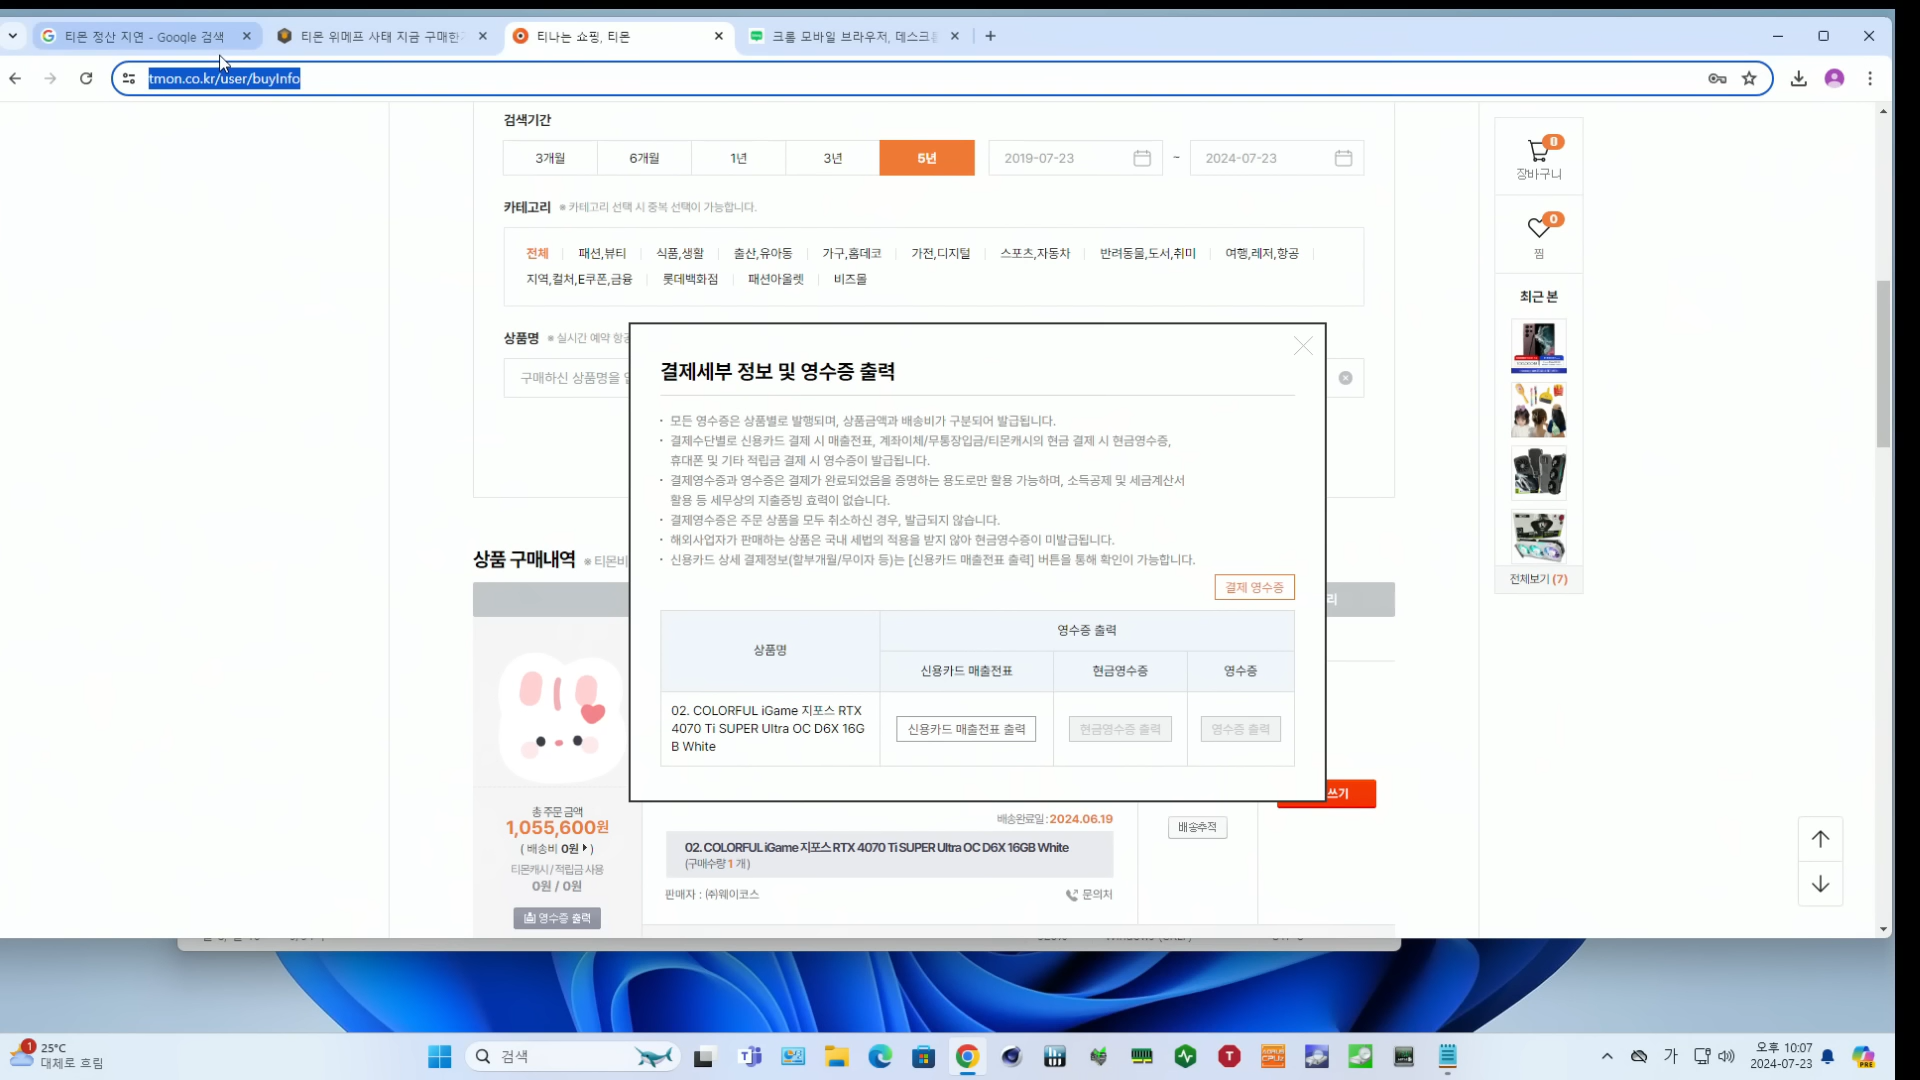 티몬 정산 지연 - Google 검색
티몬 위메프 사태 지금 구매한
티나는 쇼핑, 티몬
크롬 모바일 브라우저, 데스크
tmon.co.kr/user/buyInfo
검색기간
3개월 6개월 1년 3년 5년 2019-07-23 ~ 2024-07-23
카테고리 ※ 카테고리 선택 시 중복 선택이 가능합니다.
전체 패션,뷰티 식품,생활 출산,유아동 가구,홈데코 가전,디지털 스포츠,자동차 반려동물,도서,취미 여행,레저,항공
지역,컬처,E쿠폰,금융 롯데백화점 패션아울렛 비즈몰
상품명 ※ 실시간 예약 항공
구매하신 상품명을
결제세부 정보 및 영수증 출력
· 모든 영수증은 상품별로 발행되며, 상품금액과 배송비가 구분되어 발급됩니다.
· 결제수단별로 신용카드 결제 시 매출전표, 계좌이체/무통장입금/티몬캐시의 현금 결제 시 현금영수증,
휴대폰 및 기타 적립금 결제 시 영수증이 발급됩니다.
· 결제영수증과 영수증은 결제가 완료되었음을 증명하는 용도로만 활용 가능하며, 소득공제 및 세금계산서
활용 등 세무상의 지출증빙 효력이 없습니다.
· 결제영수증은 주문 상품을 모두 취소하신 경우, 발급되지 않습니다.
· 해외사업자가 판매하는 상품은 국내 세법의 적용을 받지 않아 현금영수증이 미발급됩니다.
· 신용카드 상세 결제정보(할부개월/무이자 등)는 [신용카드 매출전표 출력] 버튼을 통해 확인이 가능합니다.
결제 영수증
상품명
영수증 출력
신용카드 매출전표 현금영수증 영수증
02. COLORFUL iGame 지포스 RTX
4070 Ti SUPER Ultra OC D6X 16G
B White
신용카드 매출전표 출력 현금영수증 출력 영수증 출력
상품 구매내역 ※ 티몬비
리
쓰기
총 주문 금액
1,055,600원
( 배송비 0원 )
티몬캐시/적립금 사용
0원 / 0원
영수증 출력
배송완료일 : 2024.06.19
02. COLORFUL iGame 지포스 RTX 4070 Ti SUPER Ultra OC D6X 16GB White
(구매수량 1 개)
판매자 : ㈜웨이코스
문의처
배송추적
0
장바구니
0
찜
최근 본
전체보기 (7)
1
25°C
대체로 흐림
검색
가
오후 10:07
2024-07-23